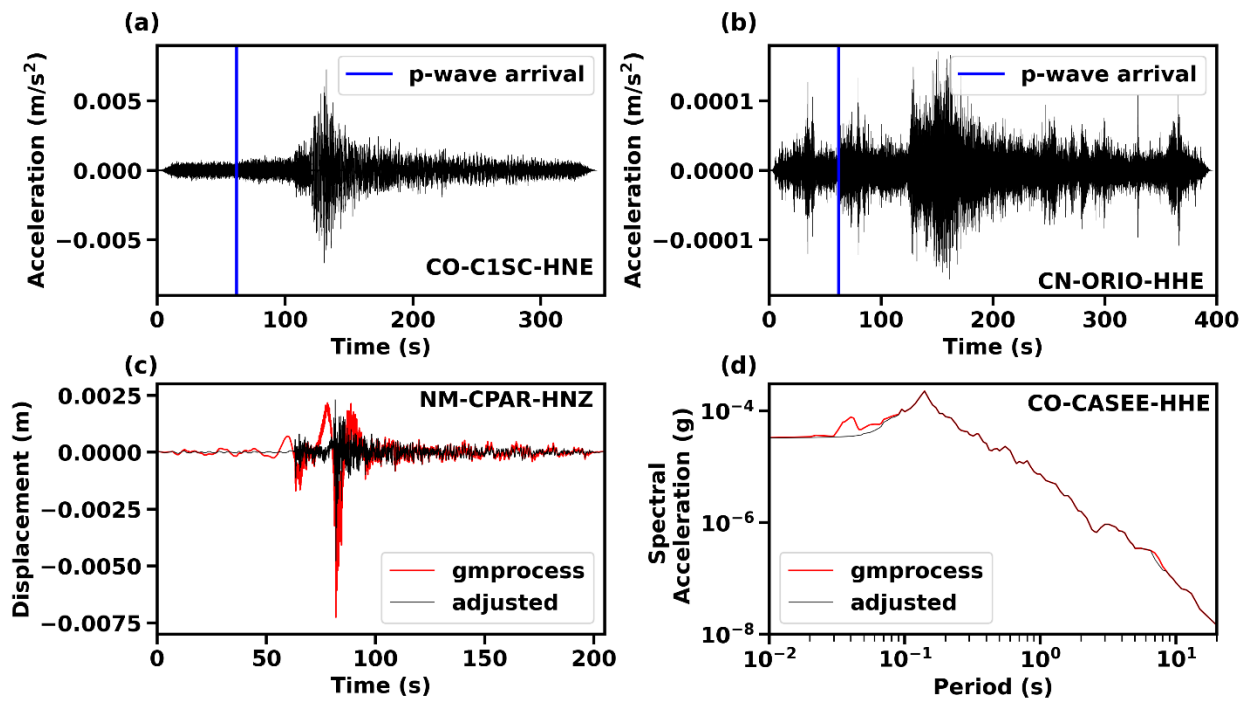 (a)
Acceleration (m/s²)
0.005
0.000
−0.005
p-wave arrival
CO-C1SC-HNE
0 100 200 300
Time (s)
(b)
Acceleration (m/s²)
0.0001
0.0000
−0.0001
p-wave arrival
CN-ORIO-HHE
0 100 200 300 400
Time (s)
(c)
Displacement (m)
0.0025
0.0000
−0.0025
−0.0050
−0.0075
NM-CPAR-HNZ
gmprocess
adjusted
0 50 100 150 200
Time (s)
(d)
Spectral
Acceleration (g)
10⁻⁴
10⁻⁶
10⁻⁸
CO-CASEE-HHE
gmprocess
adjusted
10⁻² 10⁻¹ 10⁰ 10¹
Period (s)